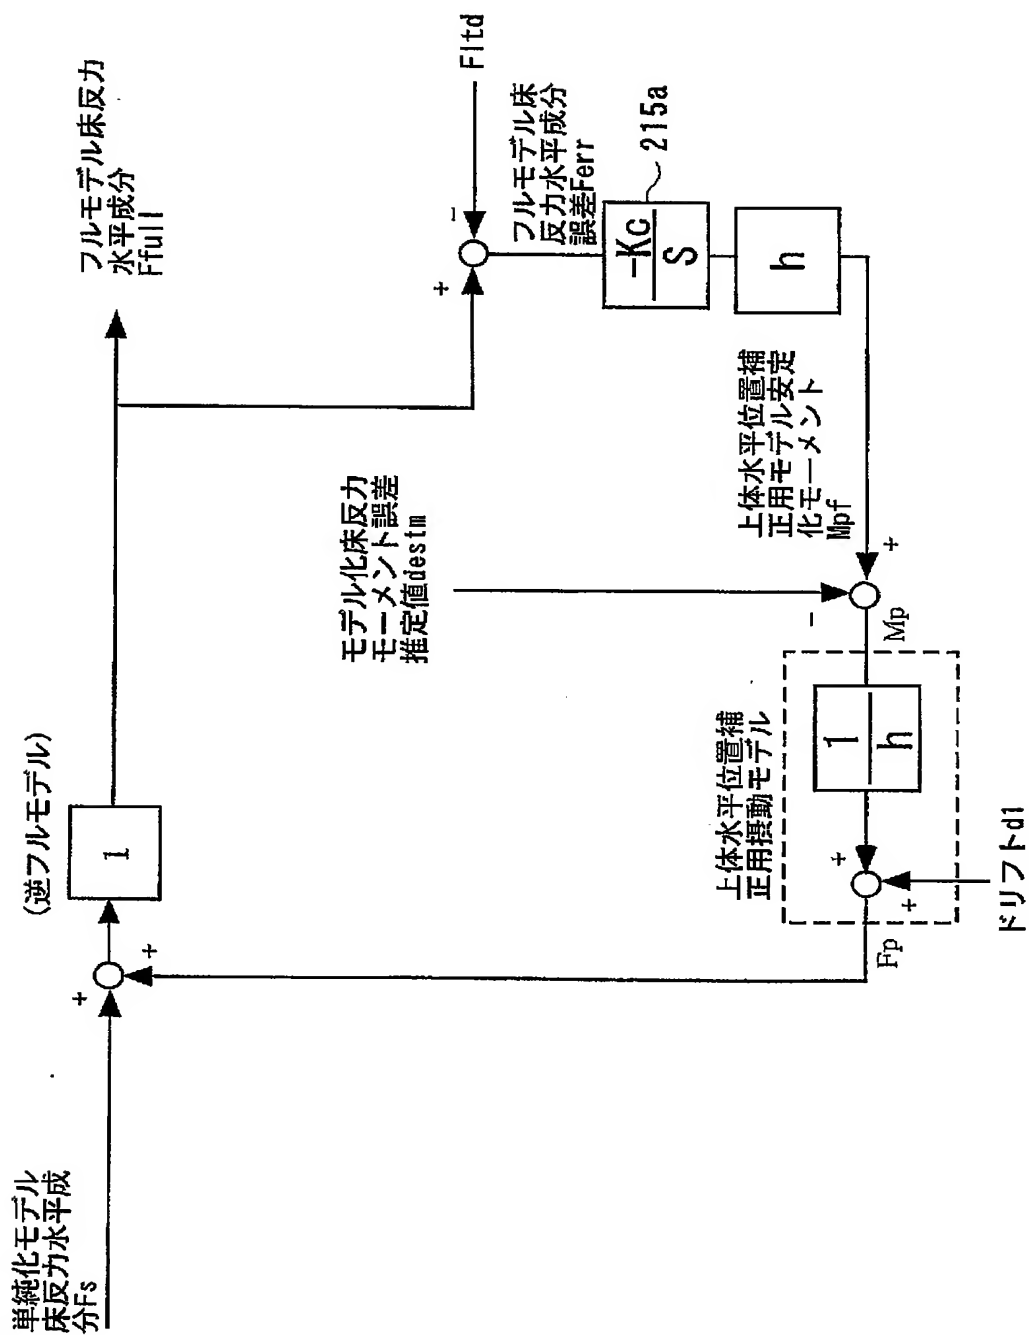 単純化モデル
床反力水平成
分Fs
+
+
(逆フルモデル)
1
フルモデル床反力
水平成分
Ffull
モデル化床反力
モーメント誤差
推定値destm
+
-
Fltd
フルモデル床
反力水平成分
誤差Ferr
-Kc
S
215a
h
上体水平位置補
正用モデル安定
化モーメント
Mpf
+
-
Mp
上体水平位置補
正用摂動モデル
1
h
+
+
Fp
ドリフトd1